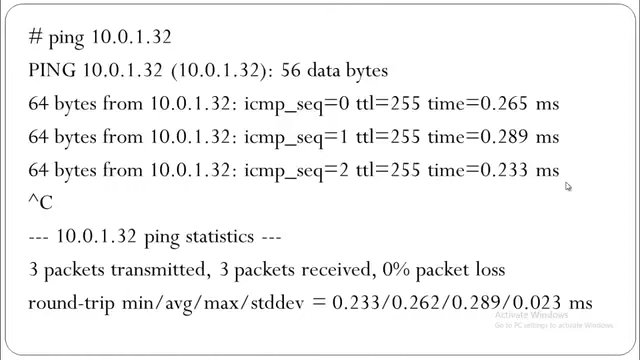 # ping 10.0.1.32
PING 10.0.1.32 (10.0.1.32): 56 data bytes
64 bytes from 10.0.1.32: icmp_seq=0 ttl=255 time=0.265 ms
64 bytes from 10.0.1.32: icmp_seq=1 ttl=255 time=0.289 ms
64 bytes from 10.0.1.32: icmp_seq=2 ttl=255 time=0.233 ms
^C
--- 10.0.1.32 ping statistics ---
3 packets transmitted, 3 packets received, 0% packet loss
round-trip min/avg/max/stddev = 0.233/0.262/0.289/0.023 ms
Activate Windows
Go to PC settings to activate Windows.